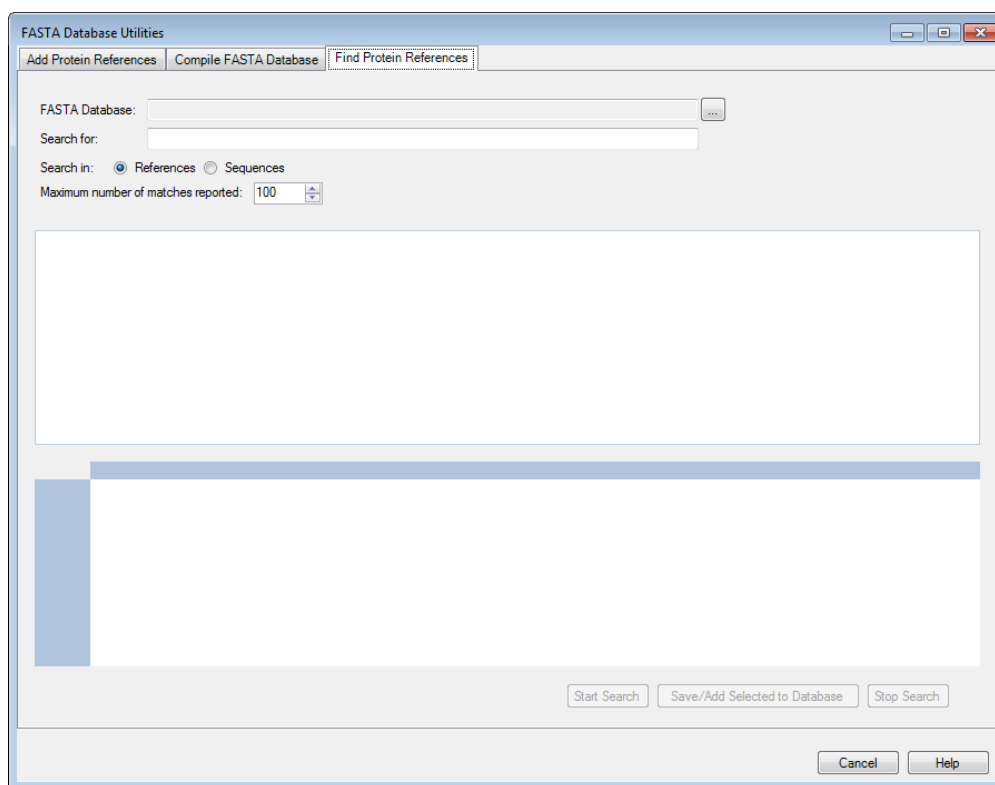 FASTA Database Utilities
Add Protein References Compile FASTA Database Find Protein References
FASTA Database: ...
Search for:
Search in: References Sequences
Maximum number of matches reported: 100
Start Search Save/Add Selected to Database Stop Search
Cancel Help